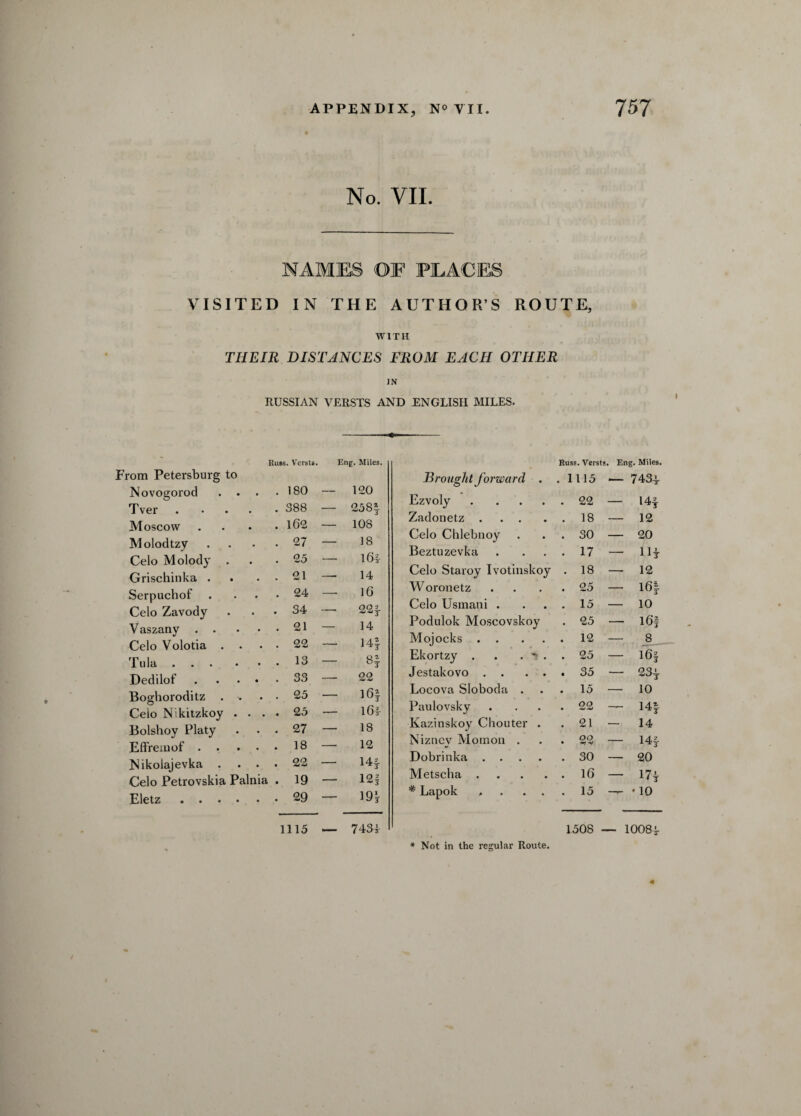 APPENDIX, Nº VII. 757
No. VII.
NAMES OF PLACES
VISITED IN THE AUTHOR'S ROUTE,
WITH
THEIR DISTANCES FROM EACH OTHER
IN
RUSSIAN VERSTS AND ENGLISH MILES.
Russ. Versts. Eng. Miles.
From Petersburg to
Novogorod . . . . 180 — 120
Tver . . . . . . 388 — 258⅔
Moscow . . . . 162 — 108
Molodtzy . . . . 27 — 18
Celo Molody . . . 25 — 16⅔
Grischinka . . . . 21 — 14
Serpuchof . . . . 24 — 16
Celo Zavody . . . 34 — 22⅔
Vaszany . . . . . 21 — 14
Celo Volotia . . . . 22 — 14⅔
Tula . . . . . . 13 — 8⅔
Dedilof . . . . . 33 — 22
Boghoroditz . . . . 25 — 16⅔
Celo Nikitzkoy . . . . 25 — 16⅔
Bolshoy Platy . . . 27 — 18
Effremof . . . . . 18 — 12
Nikolajevka . . . . 22 — 14⅔
Celo Petrovskia Palnia . 19 — 12⅔
Eletz . . . . . . 29 — 19⅓
1115 — 743⅓
Russ. Versts. Eng. Miles.
Brought forward . . 1115 — 743⅓
Ezvoly . . . . . 22 — 14⅔
Zadonetz . . . . . 18 — 12
Celo Chlebnoy . . . 30 — 20
Beztuzevka . . . . 17 — 11⅓
Celo Staroy Ivotinskoy . 18 — 12
Woronetz . . . . 25 — 16⅔
Celo Usmani . . . . 15 — 10
Podulok Moscovskoy . 25 — 16⅔
Mojocks . . . . . 12 — 8
Ekortzy . . . . . 25 — 16⅔
Jestakovo . . . . . 35 — 23⅓
Locova Sloboda . . . 15 — 10
Paulovsky . . . . 22 — 14⅔
Kazinskoy Chouter . . 21 — 14
Nizney Momon . . . 22 — 14⅔
Dobrinka . . . . . 30 — 20
Metscha . . . . . 16 — 17⅓
* Lapok . . . . . 15 — 10
1508 — 1008⅓
* Not in the regular Route.